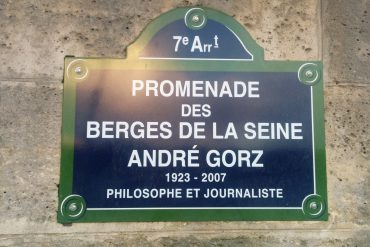 7e Arrt
PROMENADE
DES
BERGES DE LA SEINE
ANDRÉ GORZ
1923 - 2007
PHILOSOPHE ET JOURNALISTE